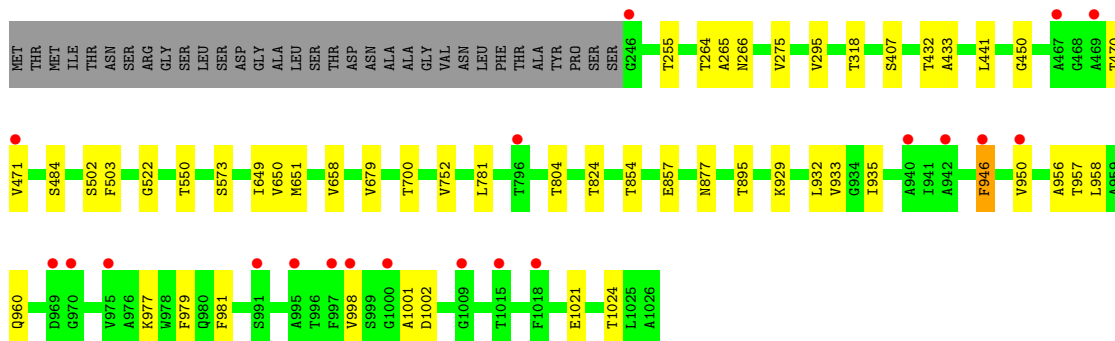 MET THR MET ILE THR ASN SER ARG GLY SER LEU SER SER ASP GLY ALA LEU SER THR ASP ASN ALA ALA GLY VAL ASN LEU PHE THR ALA TYR PRO SER SER G246 T255 T264 A265 N266 V275 V295 T318 S407 T432 A433 L441 G450 A467 G468 A469 T470
V471 S484 S502 F503 G522 T550 S573 I649 V650 M651 V658 V679 T700 V752 L781 T796 T804 T824 T854 E857 N877 T895 K929 L932 V933 G934 I935 A940 I941 A942 F946 V950 A956 T957 L958 A959
Q960 D969 G970 V975 A976 K977 W978 F979 Q980 F981 S991 A995 T996 F997 V998 S999 G1000 A1001 D1002 G1009 T1015 F1018 E1021 T1024 L1025 A1026